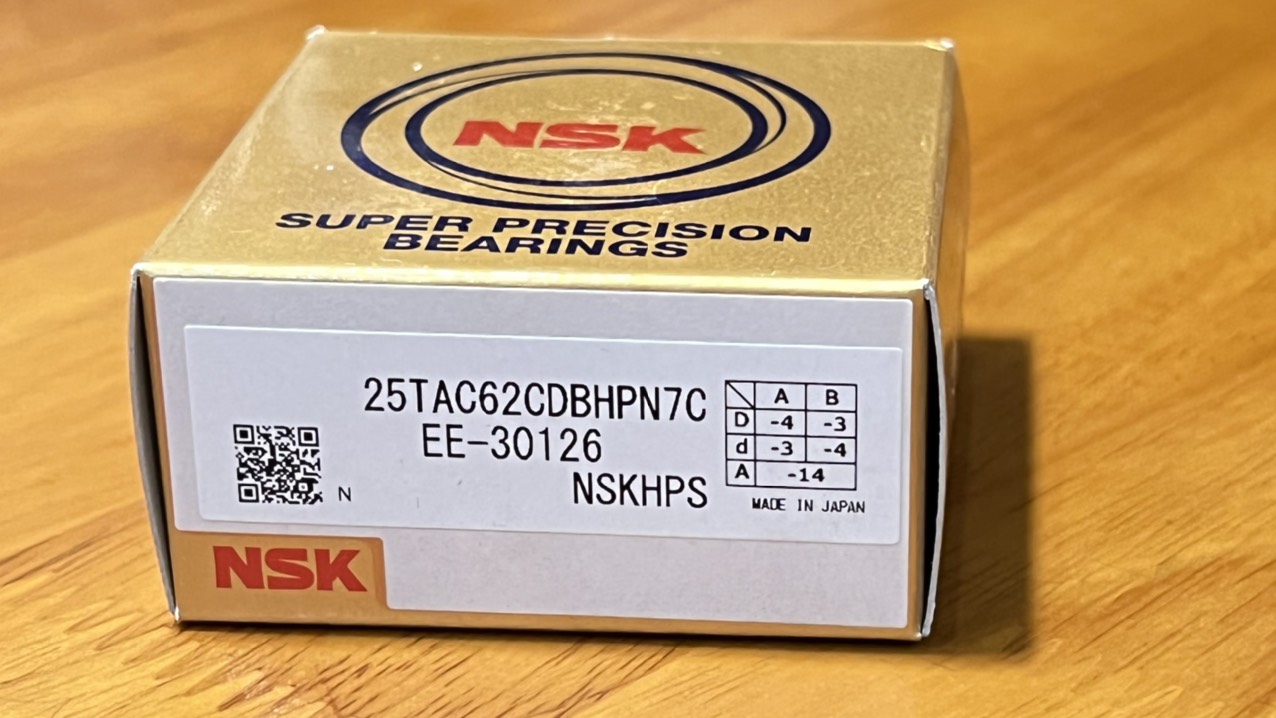 NSK
SUPER PRECISION
BEARINGS
25TAC62CDBHPN7C
EE-30126
NSKHPS
N
A B
D -4 -3
d -3 -4
A -14
MADE IN JAPAN
NSK